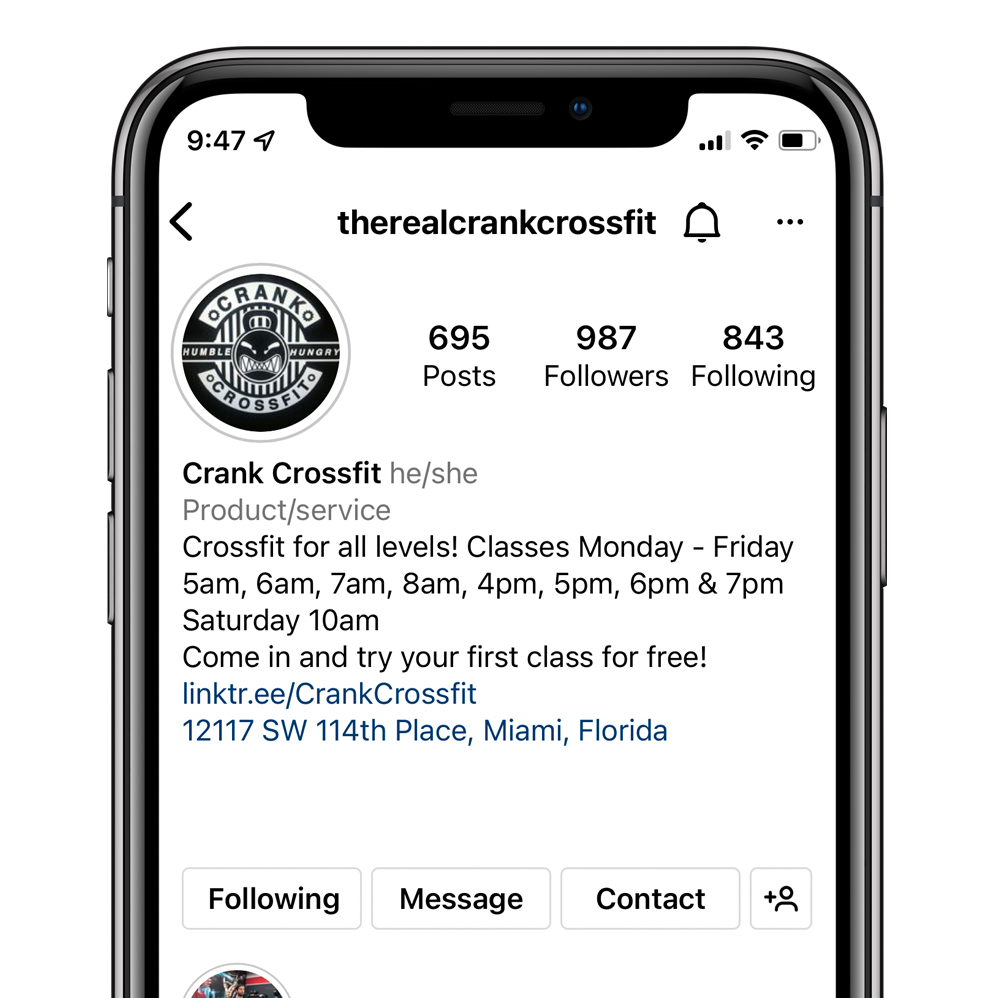 9:47
therealcrankcrossfit
CRANK
HUMBLE HUNGRY
CROSSFIT
695 987 843
Posts Followers Following
Crank Crossfit he/she
Product/service
Crossfit for all levels! Classes Monday - Friday
5am, 6am, 7am, 8am, 4pm, 5pm, 6pm & 7pm
Saturday 10am
Come in and try your first class for free!
linktr.ee/CrankCrossfit
12117 SW 114th Place, Miami, Florida
Following Message Contact